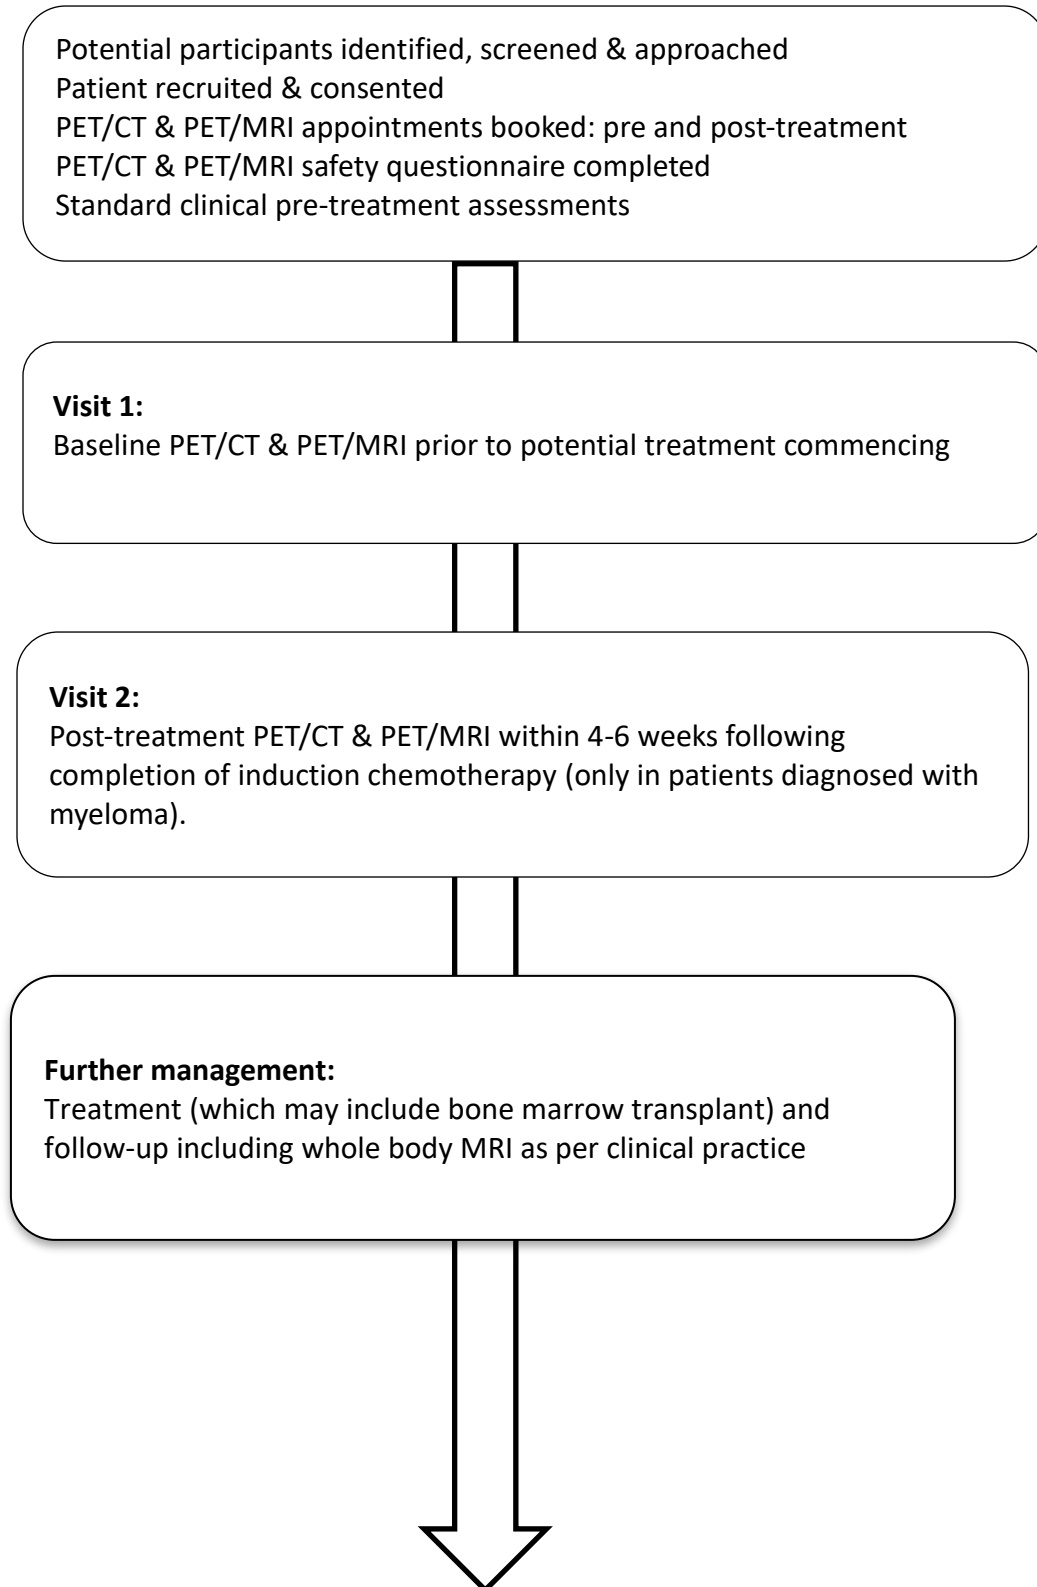 Potential participants identified, screened & approached
Patient recruited & consented
PET/CT & PET/MRI appointments booked: pre and post-treatment
PET/CT & PET/MRI safety questionnaire completed
Standard clinical pre-treatment assessments
Visit 1:
Baseline PET/CT & PET/MRI prior to potential treatment commencing
Visit 2:
Post-treatment PET/CT & PET/MRI within 4-6 weeks following
completion of induction chemotherapy (only in patients diagnosed with
myeloma).
Further management:
Treatment (which may include bone marrow transplant) and
follow-up including whole body MRI as per clinical practice